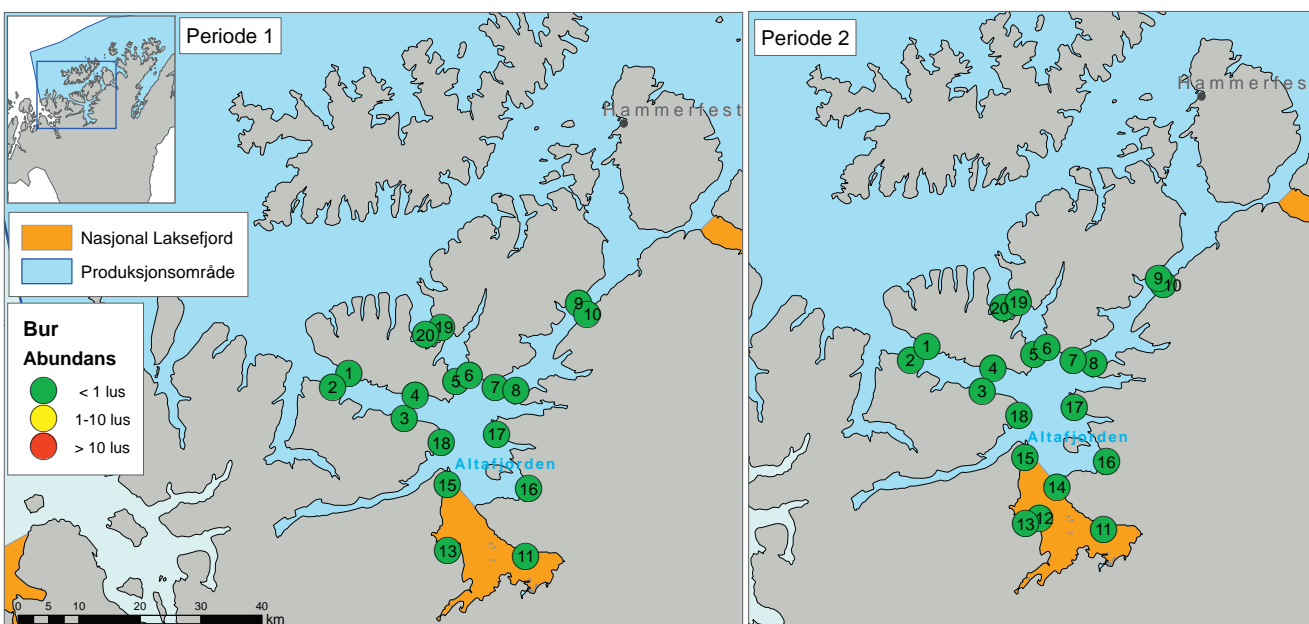 Periode 1
Hammerfest
Nasjonal Laksefjord
Produksjonsområde
Bur
Abundans
< 1 lus
1-10 lus
> 10 lus
9
10
19
20
1
2
6
5
7
8
4
3
18
17
Altafjorden
15
16
13
11
0 5 10 20 30 40
km
Periode 2
Hammerfes
9
10
19
20
1
2
6
5
7
8
4
3
17
18
Altafjorden
15
16
14
12
13
11